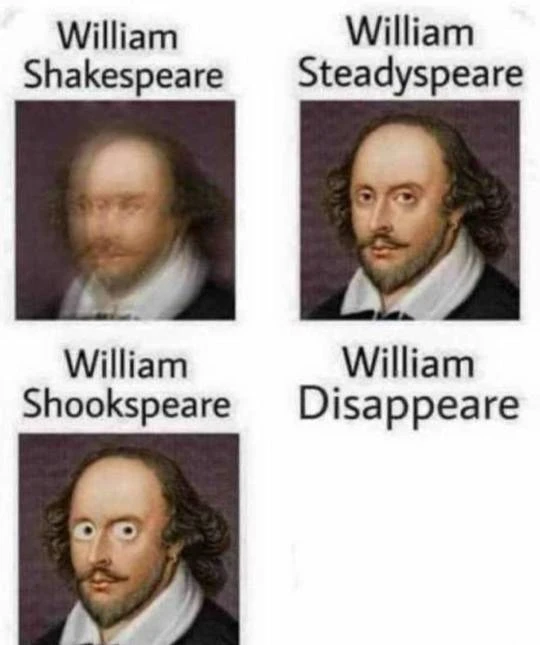 William
Shakespeare
William
Steadyspeare
William
Shookspeare
William
Disappeare